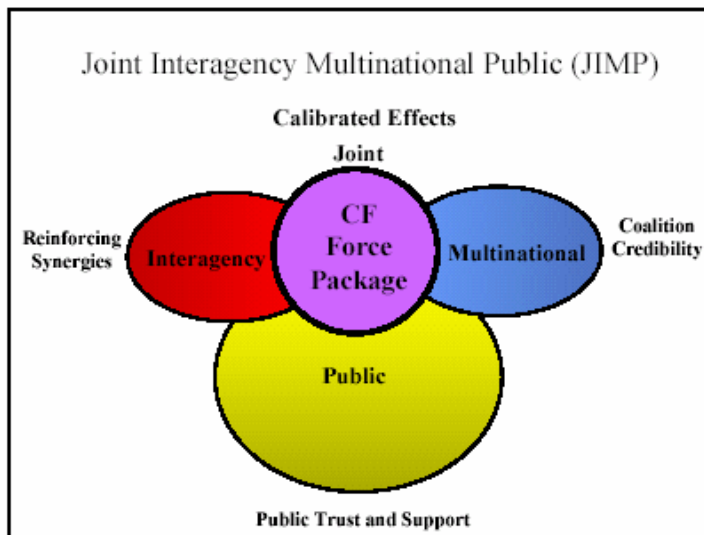 Joint Interagency Multinational Public (JIMP)
Calibrated Effects
Joint
CF
Force
Package
Reinforcing
Synergies
Interagency
Multinational
Coalition
Credibility
Public
Public Trust and Support